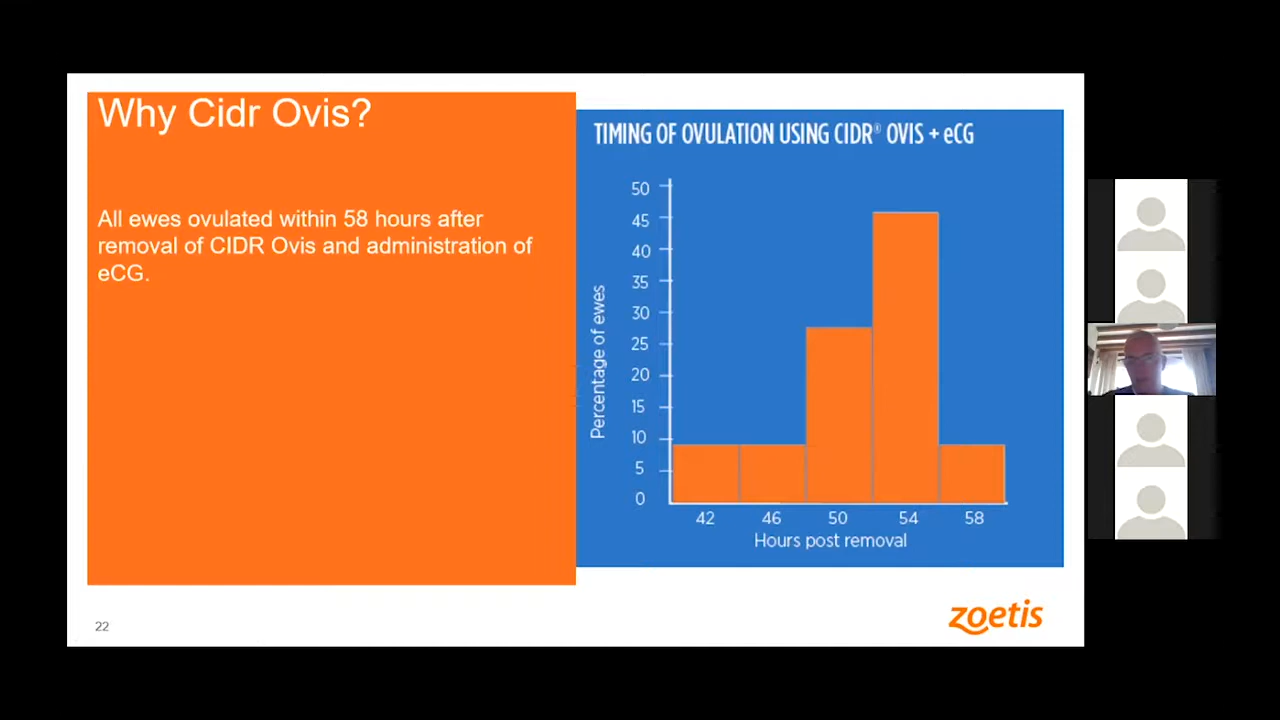 Why Cidr Ovis?
All ewes ovulated within 58 hours after
removal of CIDR Ovis and administration of
eCG.
TIMING OF OVULATION USING CIDR® OVIS + eCG
Percentage of ewes
50
45
40
35
30
25
20
15
10
5
0
42 46 50 54 58
Hours post removal
22
zoetis